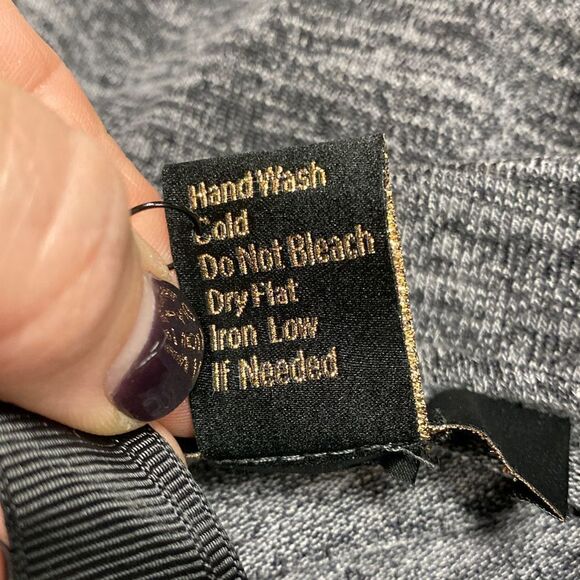 Hand Wash
Cold
Do Not Bleach
Dry Flat
Iron Low
If Needed